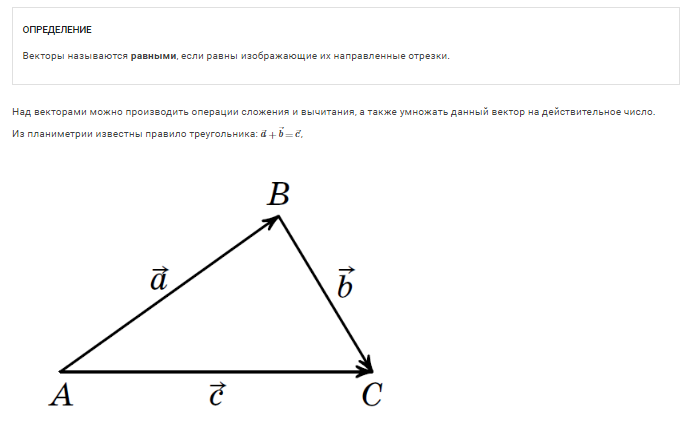 ОПРЕДЕЛЕНИЕ
Векторы называются равными, если равны изображающие их направленные отрезки.
Над векторами можно производить операции сложения и вычитания, а также умножать данный вектор на действительное число.
Из планиметрии известны правило треугольника: a⃗ + b⃗ = c⃗,
B
a⃗
b⃗
A
c⃗
C